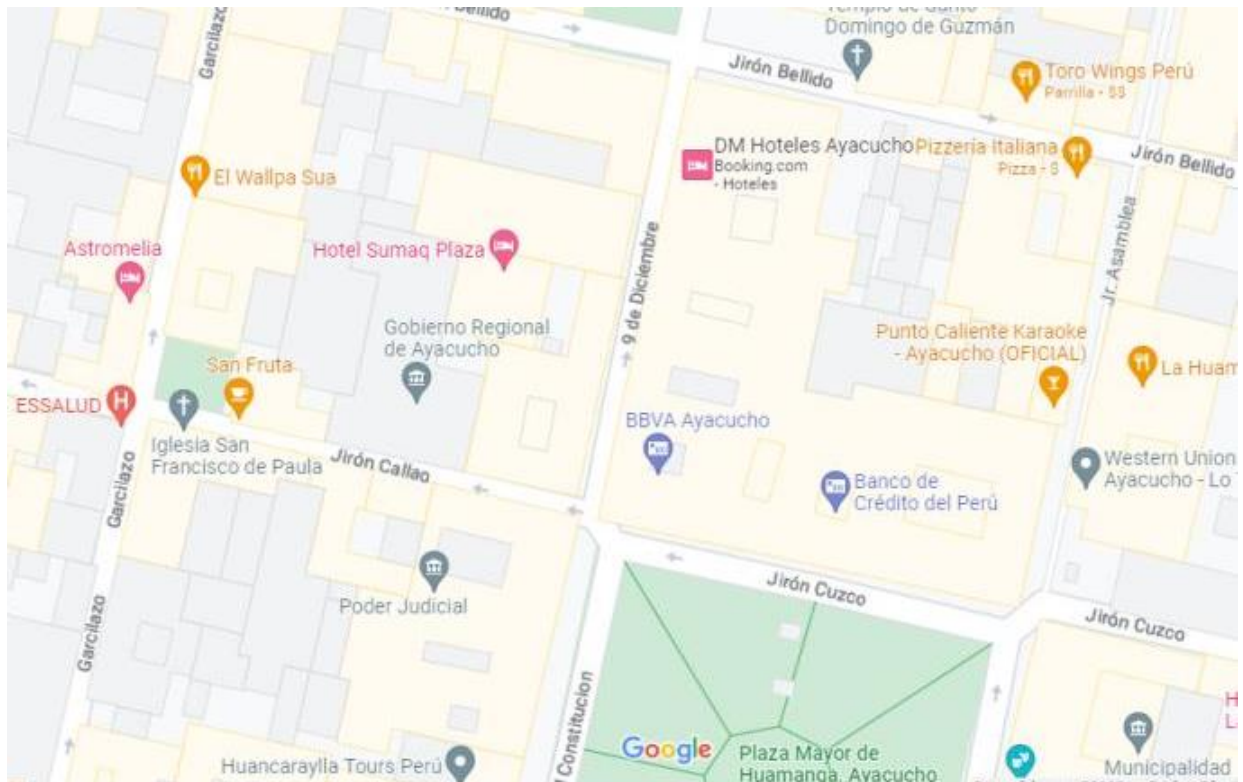 Garcilazo
Bellido
Templo de Santo
Domingo de Guzmán
Jirón Bellido
Toro Wings Perú
Parrilla - $$
DM Hoteles Ayacucho
Booking.com
- Hoteles
Pizzeria Italiana
Pizza - $
Jirón Bellido
El Wallpa Sua
Astromelia
Hotel Sumaq Plaza
9 de Diciembre
Jr. Asamblea
Gobierno Regional
de Ayacucho
Punto Caliente Karaoke
- Ayacucho (OFICIAL)
La Huam
San Fruta
ESSALUD
H
Iglesia San
Francisco de Paula
Jirón Callao
BBVA Ayacucho
Banco de
Crédito del Perú
Western Union
Ayacucho - Lo
Garcilazo
Poder Judicial
Jirón Cuzco
Jirón Cuzco
Garcilazo
Constitucion
H
Huancaraylla Tours Perú
Google
Plaza Mayor de
Huamanga, Ayacucho
Municipalidad